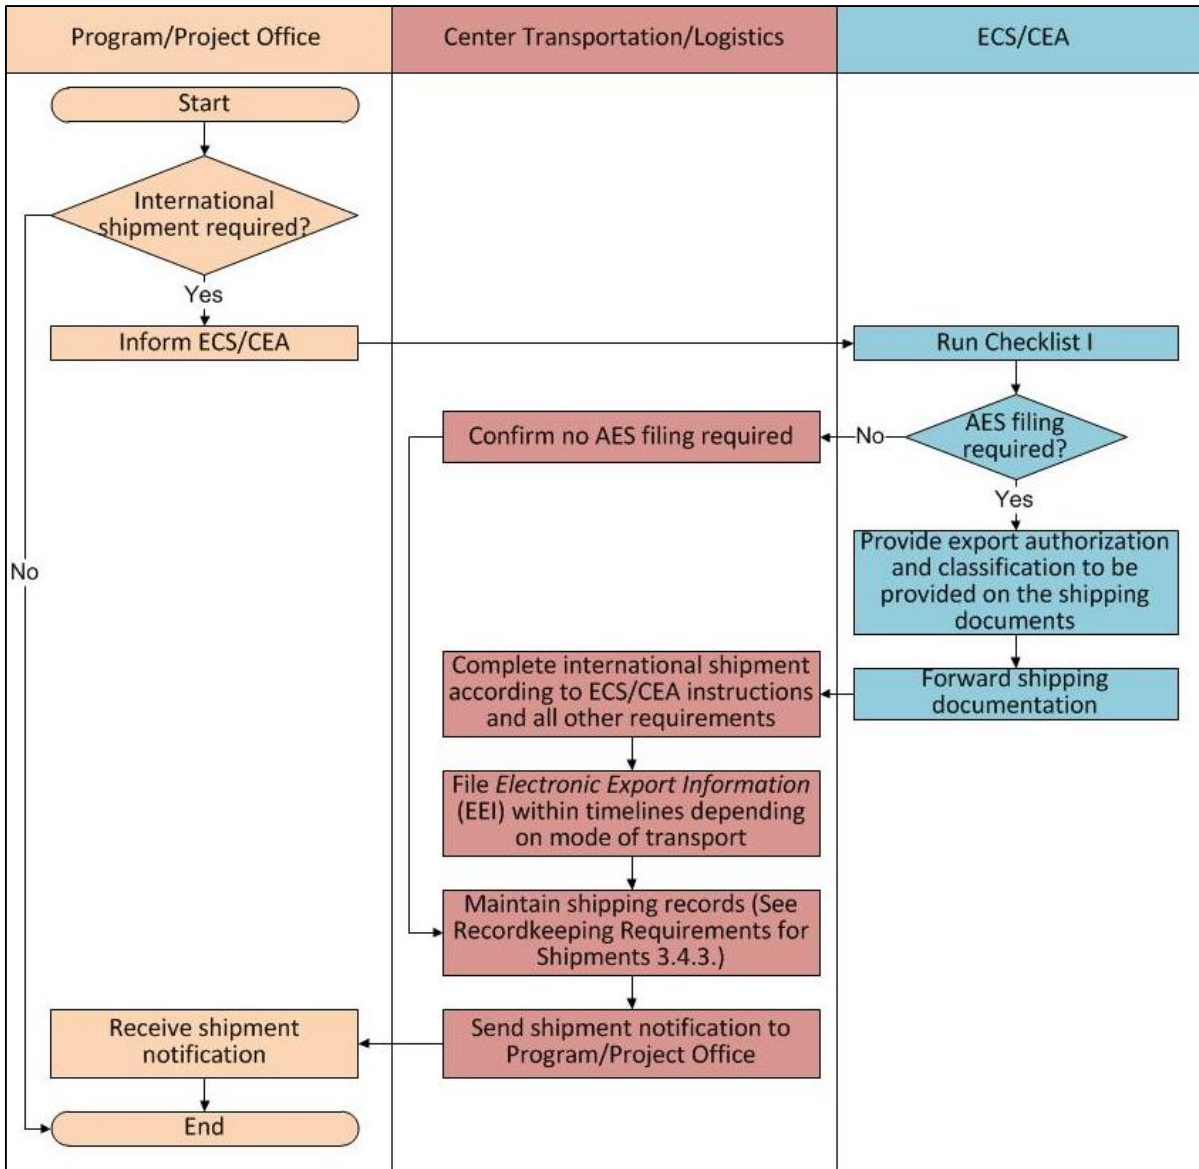 Program/Project Office
Center Transportation/Logistics
ECS/CEA
Start
International
shipment required?
Yes
No
Inform ECS/CEA
Run Checklist I
AES filing
required?
No
Confirm no AES filing required
Yes
Provide export authorization
and classification to be
provided on the shipping
documents
Forward shipping
documentation
Complete international shipment
according to ECS/CEA instructions
and all other requirements
File Electronic Export Information
(EEI) within timelines depending
on mode of transport
Maintain shipping records (See
Recordkeeping Requirements for
Shipments 3.4.3.)
Send shipment notification to
Program/Project Office
Receive shipment
notification
End